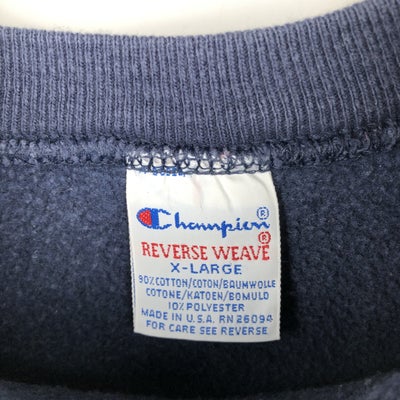 Champion®
REVERSE WEAVE®
X-LARGE
90% COTTON/COTON/BAUMWOLLE
COTONE/KATOEN/BOMULD
10% POLYESTER
MADE IN U.S.A. RN 26094
FOR CARE SEE REVERSE